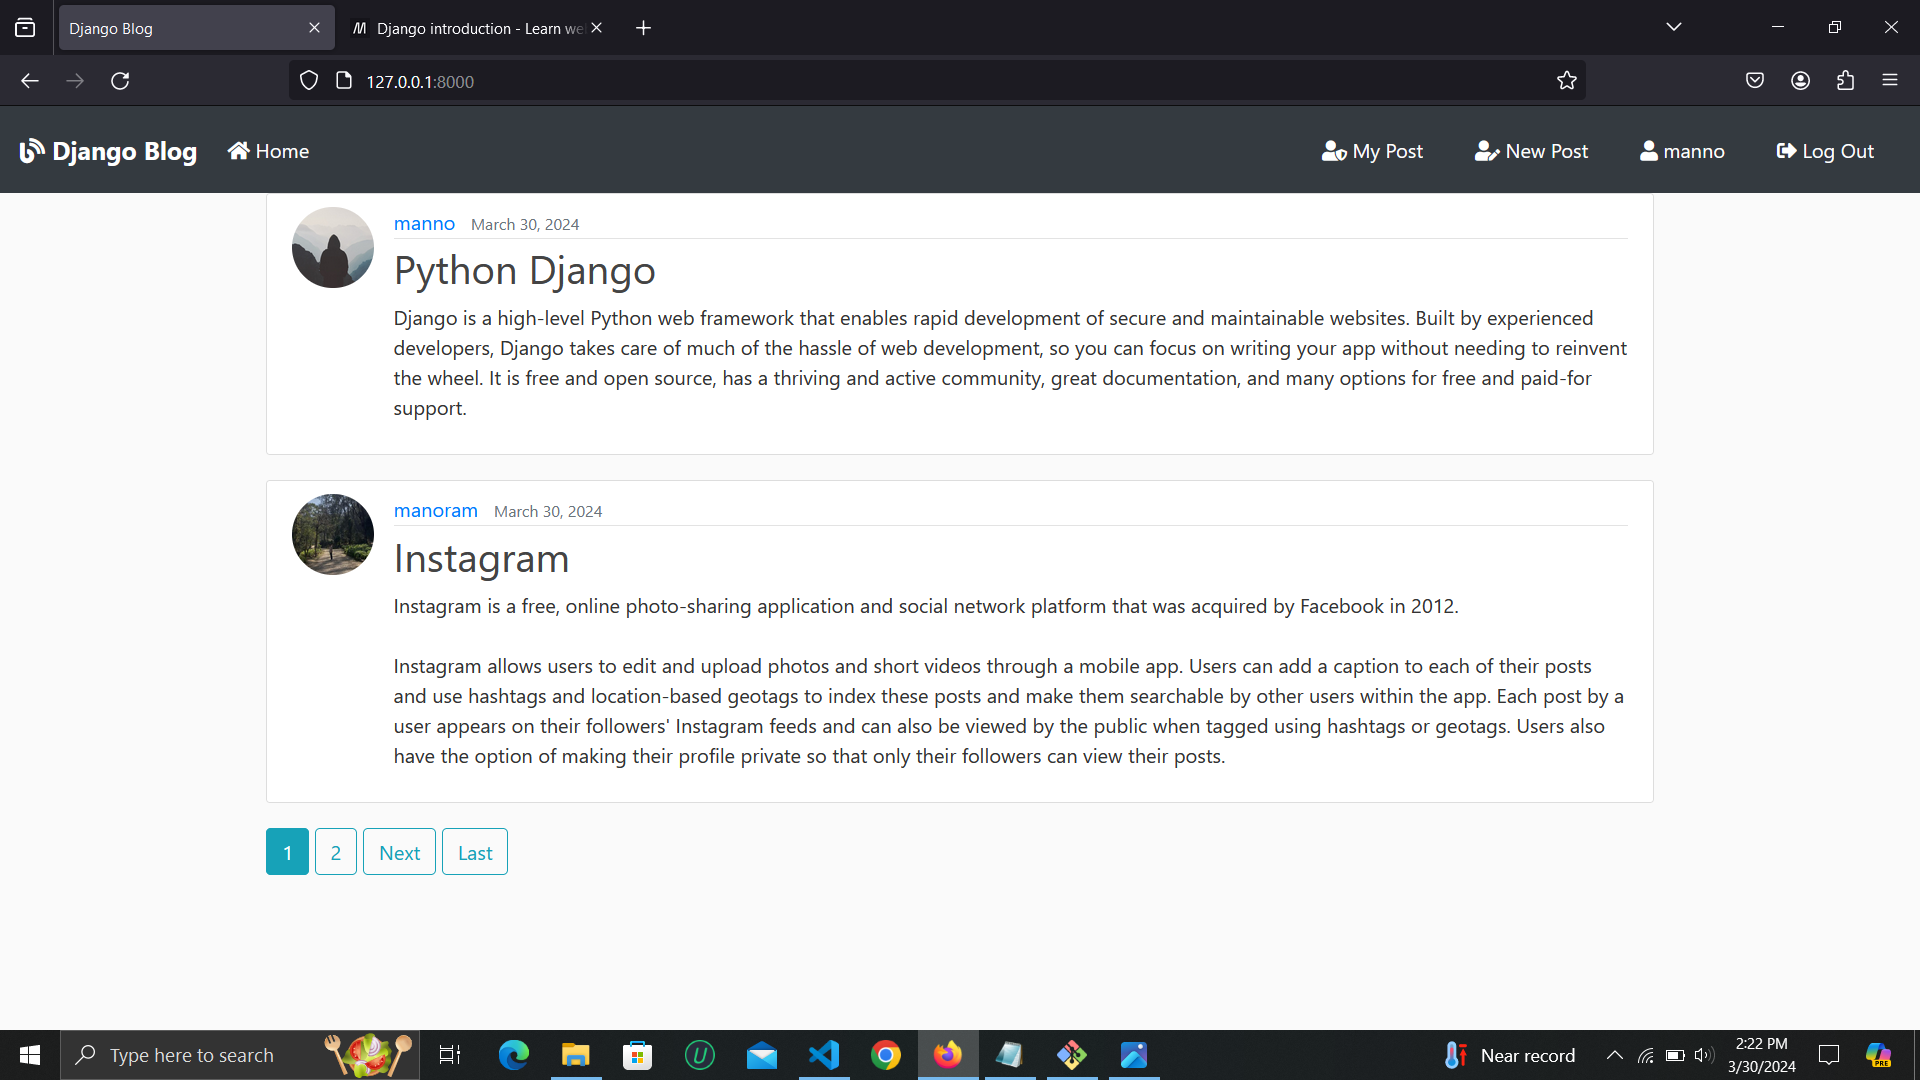 Django Blog
Django introduction - Learn we
127.0.0.1:8000
Django Blog
Home
My Post
New Post
manno
Log Out
manno March 30, 2024
Python Django
Django is a high-level Python web framework that enables rapid development of secure and maintainable websites. Built by experienced
developers, Django takes care of much of the hassle of web development, so you can focus on writing your app without needing to reinvent
the wheel. It is free and open source, has a thriving and active community, great documentation, and many options for free and paid-for
support.
manoram March 30, 2024
Instagram
Instagram is a free, online photo-sharing application and social network platform that was acquired by Facebook in 2012.
Instagram allows users to edit and upload photos and short videos through a mobile app. Users can add a caption to each of their posts
and use hashtags and location-based geotags to index these posts and make them searchable by other users within the app. Each post by a
user appears on their followers' Instagram feeds and can also be viewed by the public when tagged using hashtags or geotags. Users also
have the option of making their profile private so that only their followers can view their posts.
1 2 Next Last
Type here to search
Near record
2:22 PM
3/30/2024
PRE